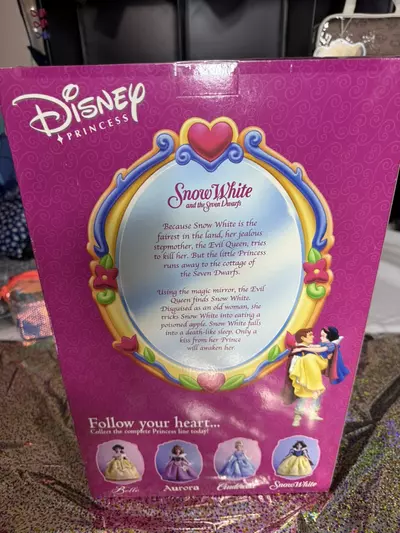 Disney
PRINCESS
Snow White
and the Seven Dwarfs
Because Snow White is the
fairest in the land, her jealous
stepmother, the Evil Queen, tries
to kill her. But the little Princess
runs away to the cottage of
the Seven Dwarfs.
Using the magic mirror, the Evil
Queen finds Snow White.
Disguised as an old woman, she
tricks Snow White into eating a
poisoned apple. Snow White falls
into a death-like sleep. Only a
kiss from her Prince
will awaken her.
Follow your heart...
Collect the complete Princess line today!
Belle
Aurora
Cinderella
Snow White